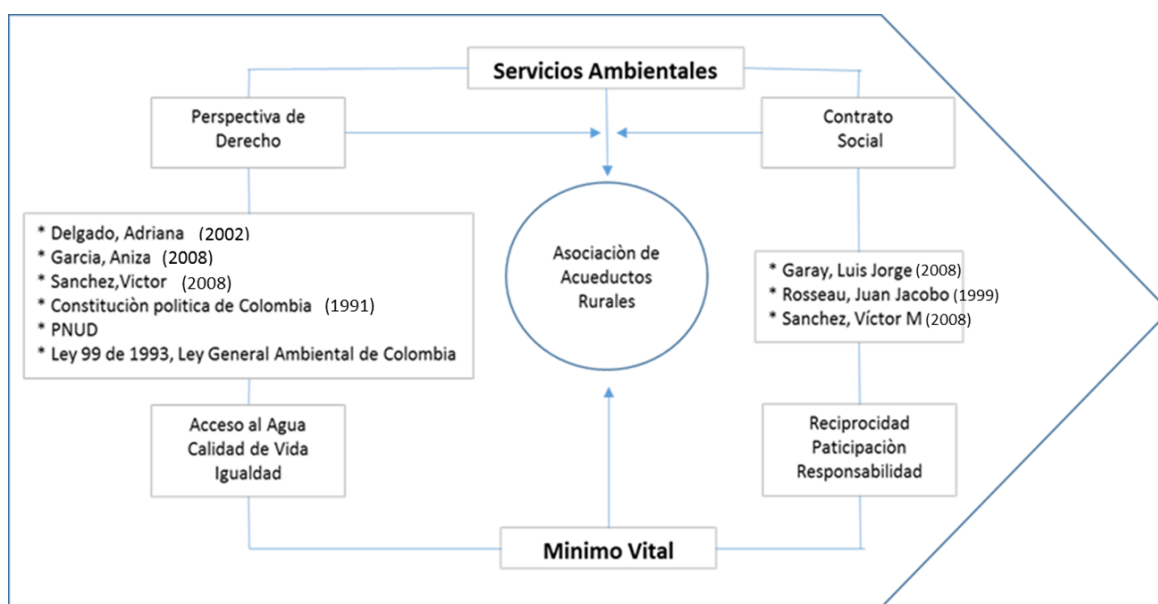 Servicios Ambientales
Perspectiva de
Derecho
Contrato
Social
* Delgado, Adriana (2002)
* Garcia, Aniza (2008)
* Sanchez,Victor (2008)
* Constituciòn politica de Colombia (1991)
* PNUD
* Ley 99 de 1993, Ley General Ambiental de Colombia
Asociaciòn de
Acueductos
Rurales
* Garay, Luis Jorge (2008)
* Rosseau, Juan Jacobo (1999)
* Sanchez, Víctor M (2008)
Acceso al Agua
Calidad de Vida
Igualdad
Reciprocidad
Paticipaciòn
Responsabilidad
Minimo Vital